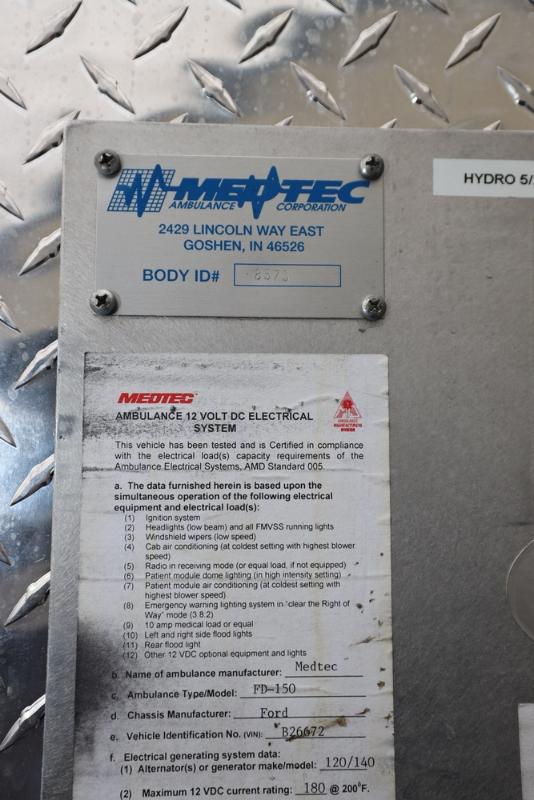 MEDTEC
AMBULANCE CORPORATION
2429 LINCOLN WAY EAST
GOSHEN, IN 46526
BODY ID# 8573
HYDRO 5/
MEDTEC
AMBULANCE 12 VOLT DC ELECTRICAL
SYSTEM
This vehicle has been tested and is Certified in compliance
with the electrical load(s) capacity requirements of the
Ambulance Electrical Systems, AMD Standard 005.
a. The data furnished herein is based upon the
simultaneous operation of the following electrical
equipment and electrical load(s):
(1) Ignition system
(2) Headlights (low beam) and all FMVSS running lights
(3) Windshield wipers (low speed)
(4) Cab air conditioning (at coldest setting with highest blower
speed)
(5) Radio in receiving mode (or equal load, if not equipped)
(6) Patient module dome lighting (in high intensity setting)
(7) Patient module air conditioning (at coldest setting with
highest blower speed)
(8) Emergency warning lighting system in "clear the Right of
Way" mode (3.8.2)
(9) 10 amp medical load or equal
(10) Left and right side flood lights
(11) Rear flood light
(12) Other 12 VDC optional equipment and lights
b. Name of ambulance manufacturer: Medtec
c. Ambulance Type/Model: FD-150
d. Chassis Manufacturer: Ford
e. Vehicle Identification No. (VIN): B26672
f. Electrical generating system data:
(1) Alternator(s) or generator make/model: 120/140
(2) Maximum 12 VDC current rating: 180 @ 200°F.